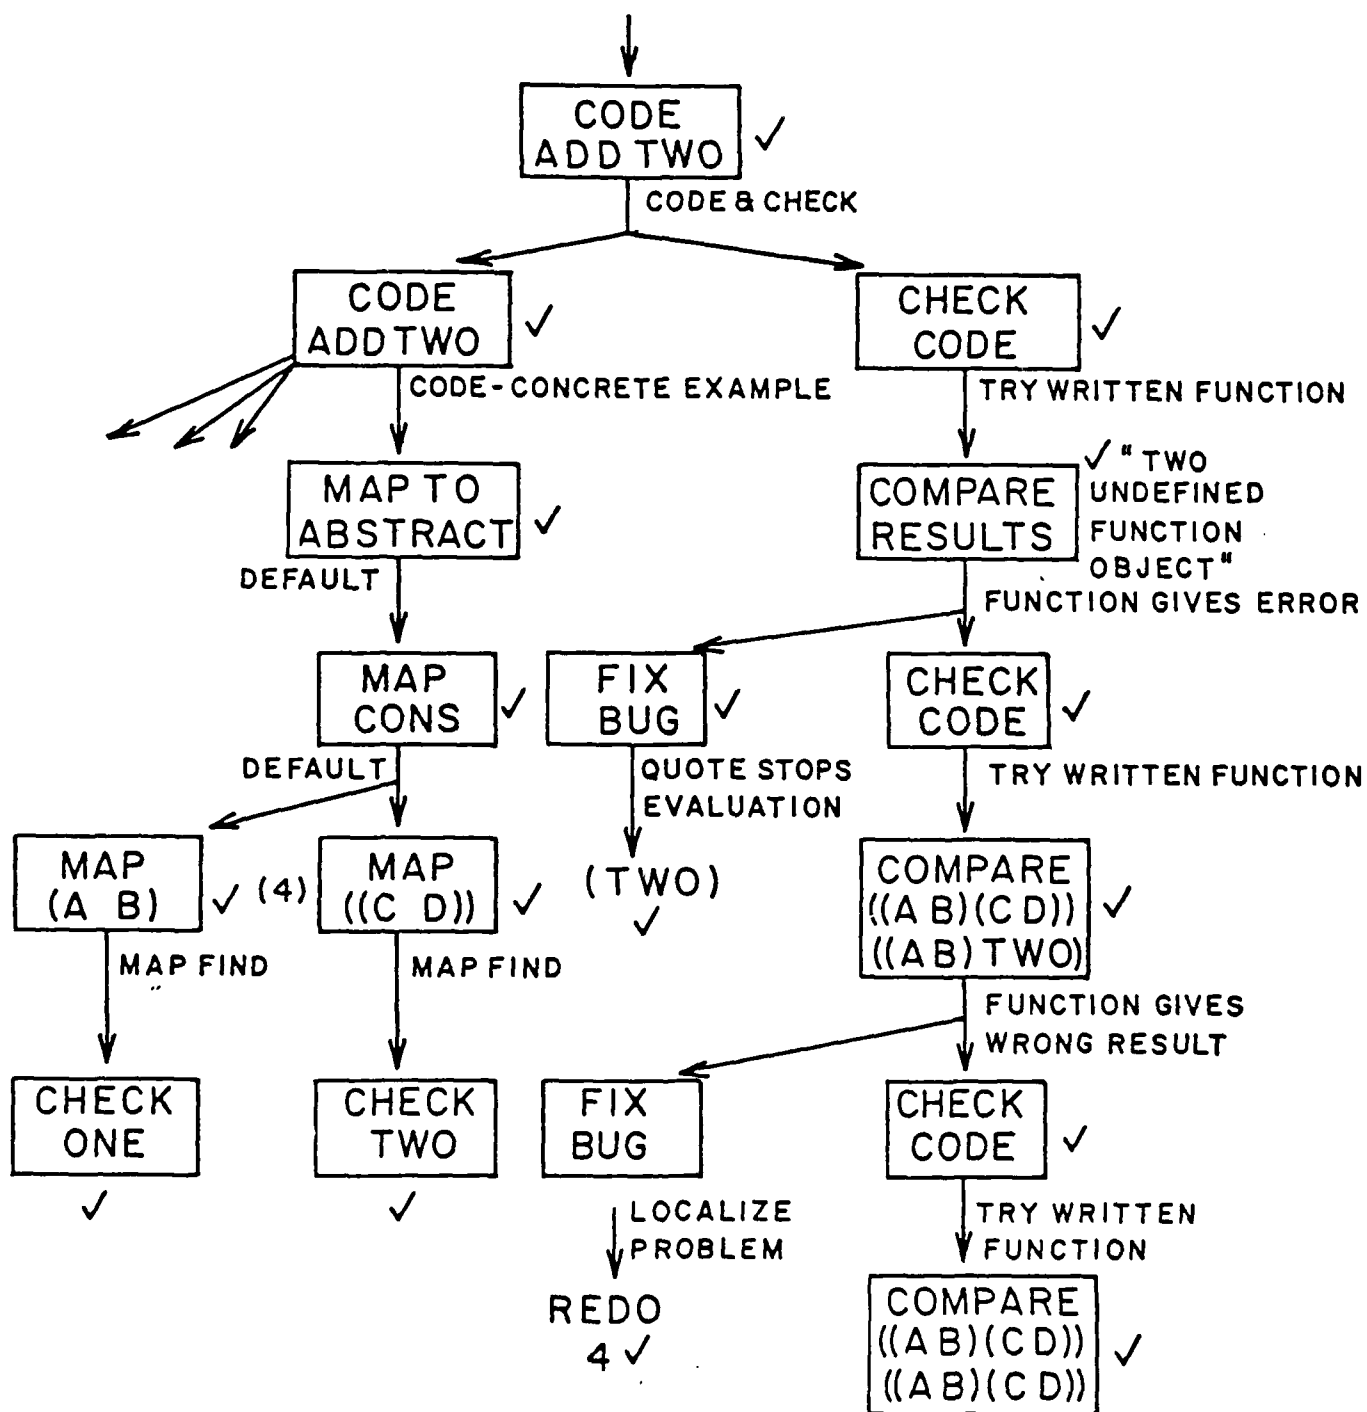 CODE
ADD TWO ✓
CODE & CHECK
CODE
ADDTWO ✓
CHECK
CODE ✓
CODE-CONCRETE EXAMPLE
TRY WRITTEN FUNCTION
MAP TO
ABSTRACT ✓
COMPARE
RESULTS
✓ "TWO
UNDEFINED
FUNCTION
OBJECT"
DEFAULT
FUNCTION GIVES ERROR
MAP
CONS ✓
FIX
BUG ✓
CHECK
CODE ✓
DEFAULT
QUOTE STOPS
EVALUATION
TRY WRITTEN FUNCTION
MAP
(A B) ✓
(4)
MAP
((C D)) ✓
(TWO)
✓
COMPARE
((A B)(C D)) ✓
((A B) TWO)
MAP FIND
MAP FIND
FUNCTION GIVES
WRONG RESULT
CHECK
ONE
✓
CHECK
TWO
✓
FIX
BUG
CHECK
CODE ✓
LOCALIZE
PROBLEM
TRY WRITTEN
FUNCTION
REDO
4 ✓
COMPARE
((A B)(C D)) ✓
((A B)(C D))